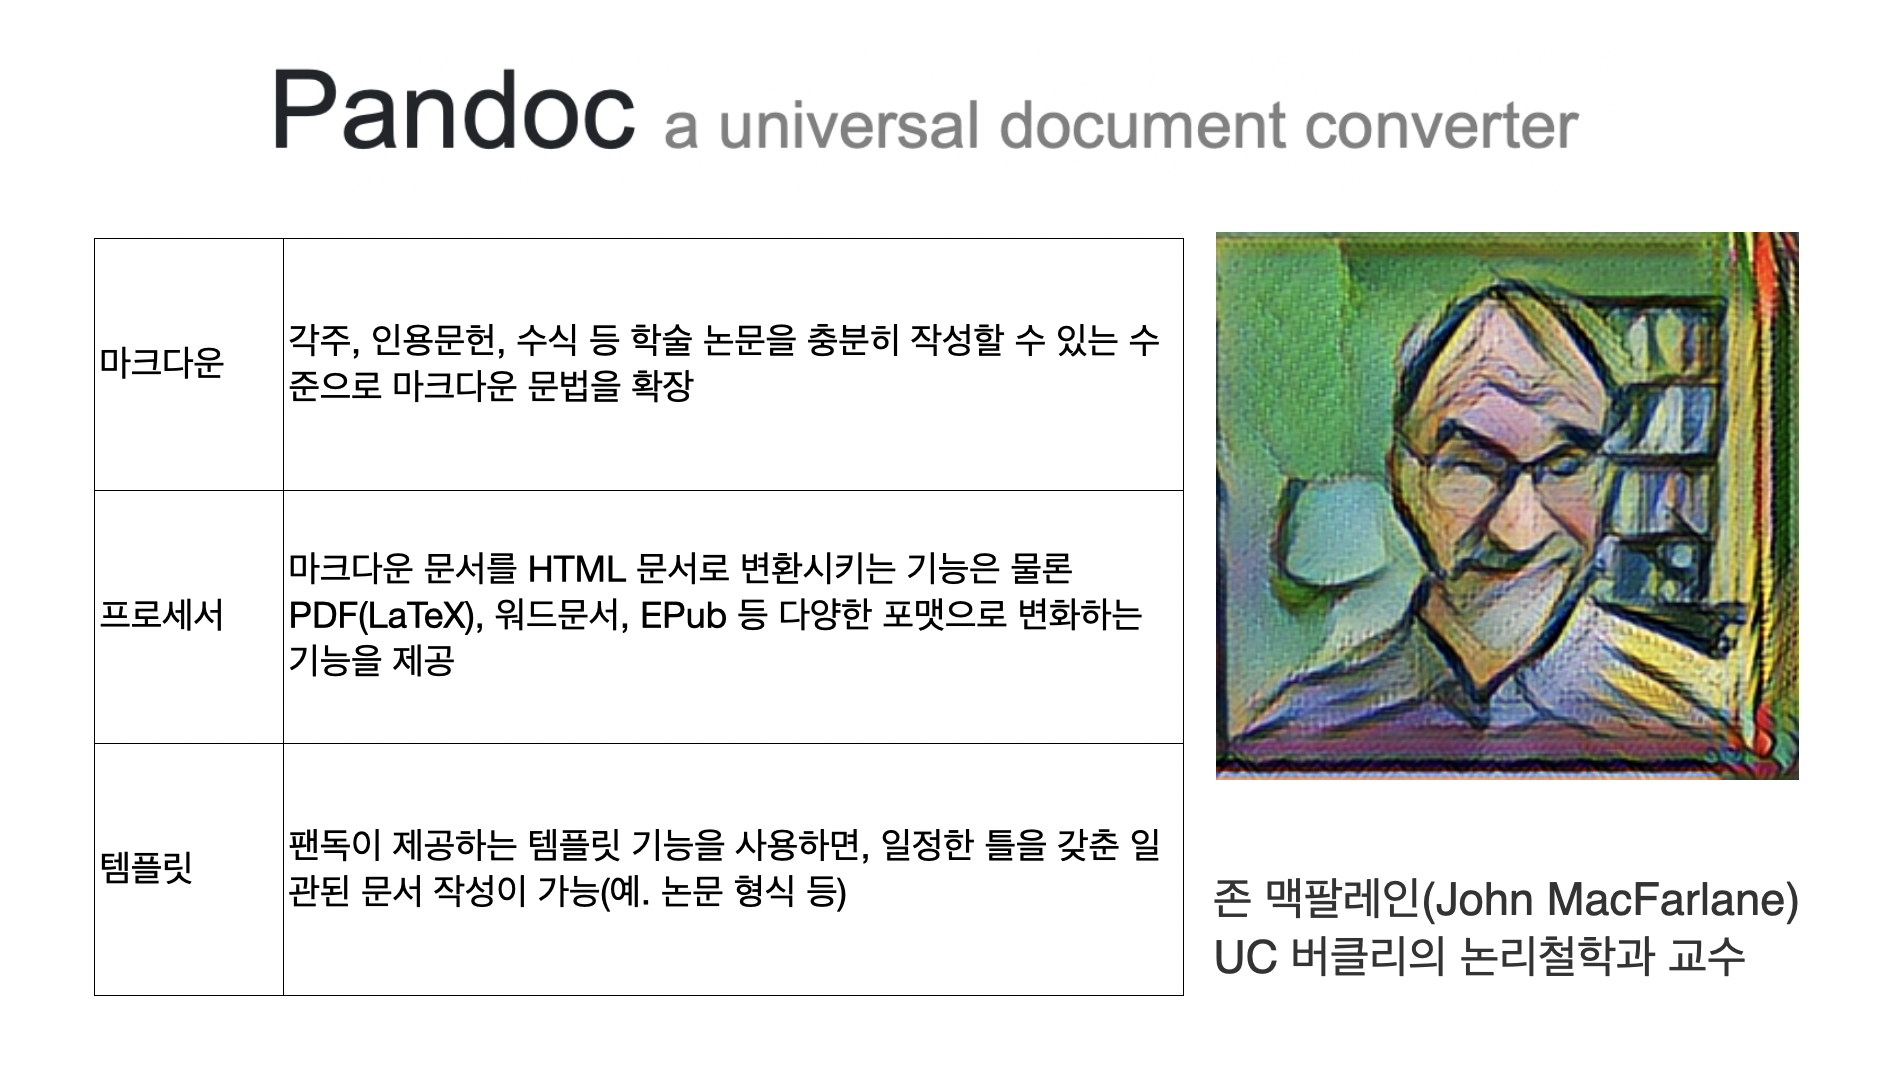 Pandoc a universal document converter
마크다운
각주, 인용문헌, 수식 등 학술 논문을 충분히 작성할 수 있는 수
준으로 마크다운 문법을 확장
프로세서
마크다운 문서를 HTML 문서로 변환시키는 기능은 물론
PDF(LaTeX), 워드문서, EPub 등 다양한 포맷으로 변화하는
기능을 제공
템플릿
팬독이 제공하는 템플릿 기능을 사용하면, 일정한 틀을 갖춘 일
관된 문서 작성이 가능(예. 논문 형식 등)
존 맥팔레인(John MacFarlane)
UC 버클리의 논리철학과 교수